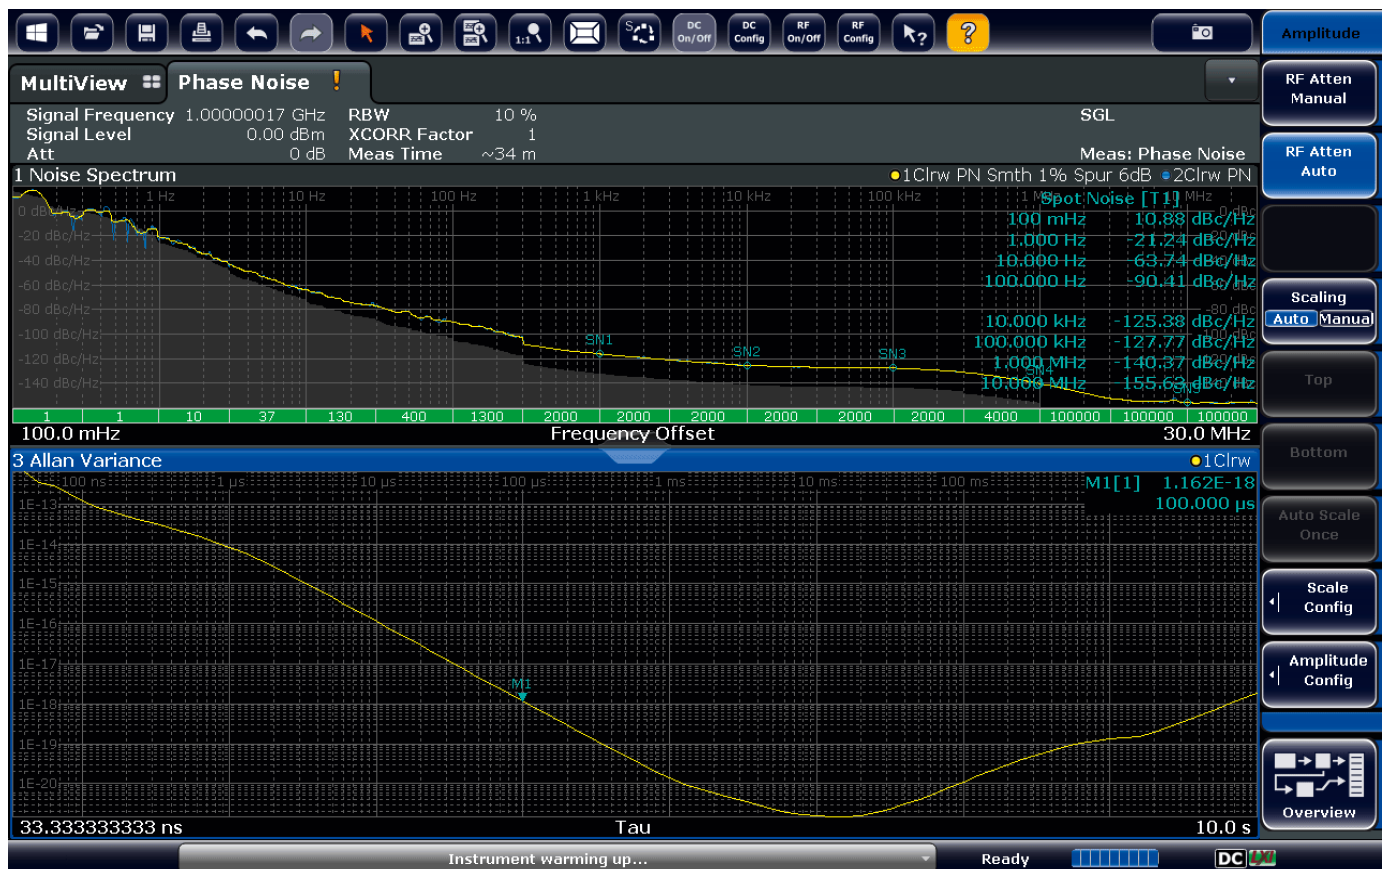 S
1:1
DC On/Off
DC Config
RF On/Off
RF Config
?
?
Amplitude
MultiView
Phase Noise !
RF Atten Manual
Signal Frequency 1.00000017 GHz RBW 10 % SGL
Signal Level 0.00 dBm XCORR Factor 1
Att 0 dB Meas Time ~34 m Meas: Phase Noise
RF Atten Auto
1 Noise Spectrum 1Clrw PN Smth 1% Spur 6dB 2Clrw PN
1 Hz 10 Hz 100 Hz 1 kHz 10 kHz 100 kHz
Spot Noise [T1]
0 dBc/Hz
100 mHz 10.88 dBc/Hz
-20 dBc/Hz
1.000 Hz -21.24 dBc/Hz
-40 dBc/Hz
10.000 Hz -63.74 dBc/Hz
-60 dBc/Hz
100.000 Hz -90.41 dBc/Hz
-80 dBc/Hz
10.000 kHz -125.38 dBc/Hz
-100 dBc/Hz
100.000 kHz -127.77 dBc/Hz
-120 dBc/Hz
1.000 MHz -140.37 dBc/Hz
-140 dBc/Hz
10.000 MHz -155.63 dBc/Hz
SN1
SN2
SN3
SN4
SN5
1 1 10 37 130 400 1300 2000 2000 2000 2000 2000 2000 4000 100000 100000 100000
100.0 mHz Frequency Offset 30.0 MHz
Scaling
Auto Manual
Top
Bottom
Auto Scale Once
Scale Config
Amplitude Config
Overview
3 Allan Variance 1Clrw
100 ns 1 µs 10 µs 100 µs 1 ms 10 ms 100 ms
M1[1] 1.162E-18
100.000 µs
1E-13
1E-14
1E-15
1E-16
1E-17
M1
1E-18
1E-19
1E-20
33.333333333 ns Tau 10.0 s
Instrument warming up... Ready DC LXI